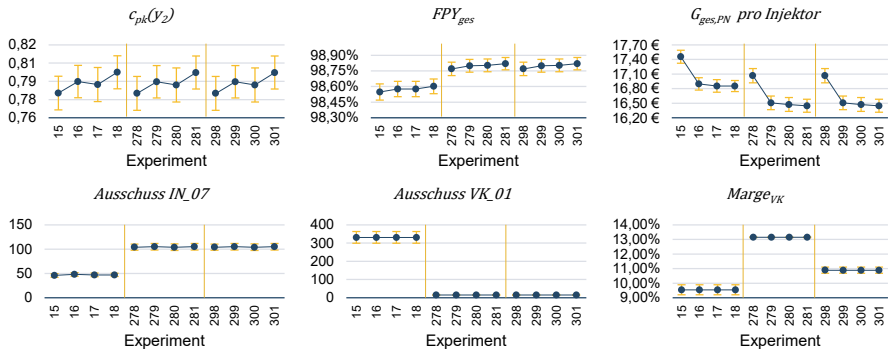 c_pk(y_2)
0,82
0,80
0,79
0,78
0,76
15 16 17 18 278 279 280 281 298 299 300 301
Experiment
FPY_ges
98,90%
98,75%
98,60%
98,45%
98,30%
15 16 17 18 278 279 280 281 298 299 300 301
Experiment
G_ges,PN pro Injektor
17,70 €
17,40 €
17,10 €
16,80 €
16,50 €
16,20 €
15 16 17 18 278 279 280 281 298 299 300 301
Experiment
Ausschuss IN_07
150
100
50
0
15 16 17 18 278 279 280 281 298 299 300 301
Experiment
Ausschuss VK_01
400
300
200
100
0
15 16 17 18 278 279 280 281 298 299 300 301
Experiment
Marge_VK
14,00%
13,00%
12,00%
11,00%
10,00%
9,00%
15 16 17 18 278 279 280 281 298 299 300 301
Experiment